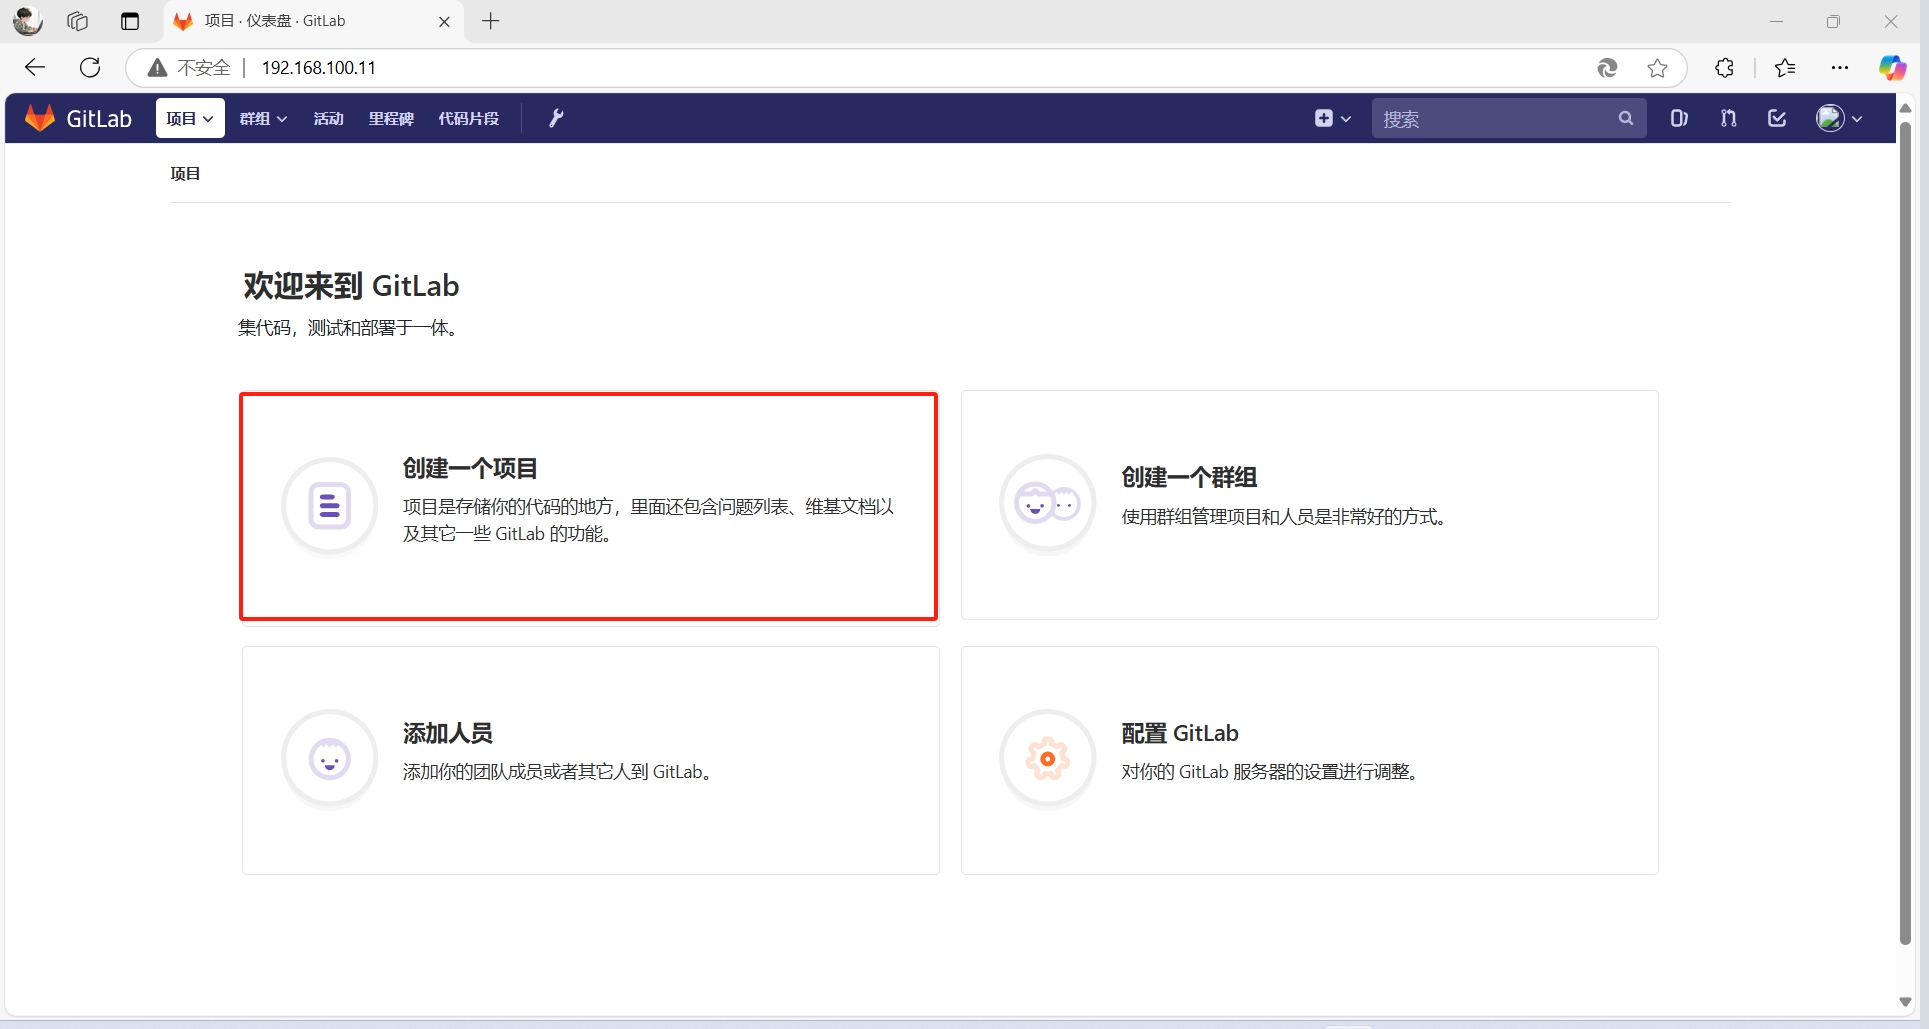 项目 · 仪表盘 · GitLab
不安全 192.168.100.11
GitLab 项目 群组 活动 里程碑 代码片段 搜索
项目
欢迎来到 GitLab
集代码，测试和部署于一体。
创建一个项目
项目是存储你的代码的地方，里面还包含问题列表、维基文档以
及其它一些 GitLab 的功能。
创建一个群组
使用群组管理项目和人员是非常好的方式。
添加人员
添加你的团队成员或者其它人到 GitLab。
配置 GitLab
对你的 GitLab 服务器的设置进行调整。